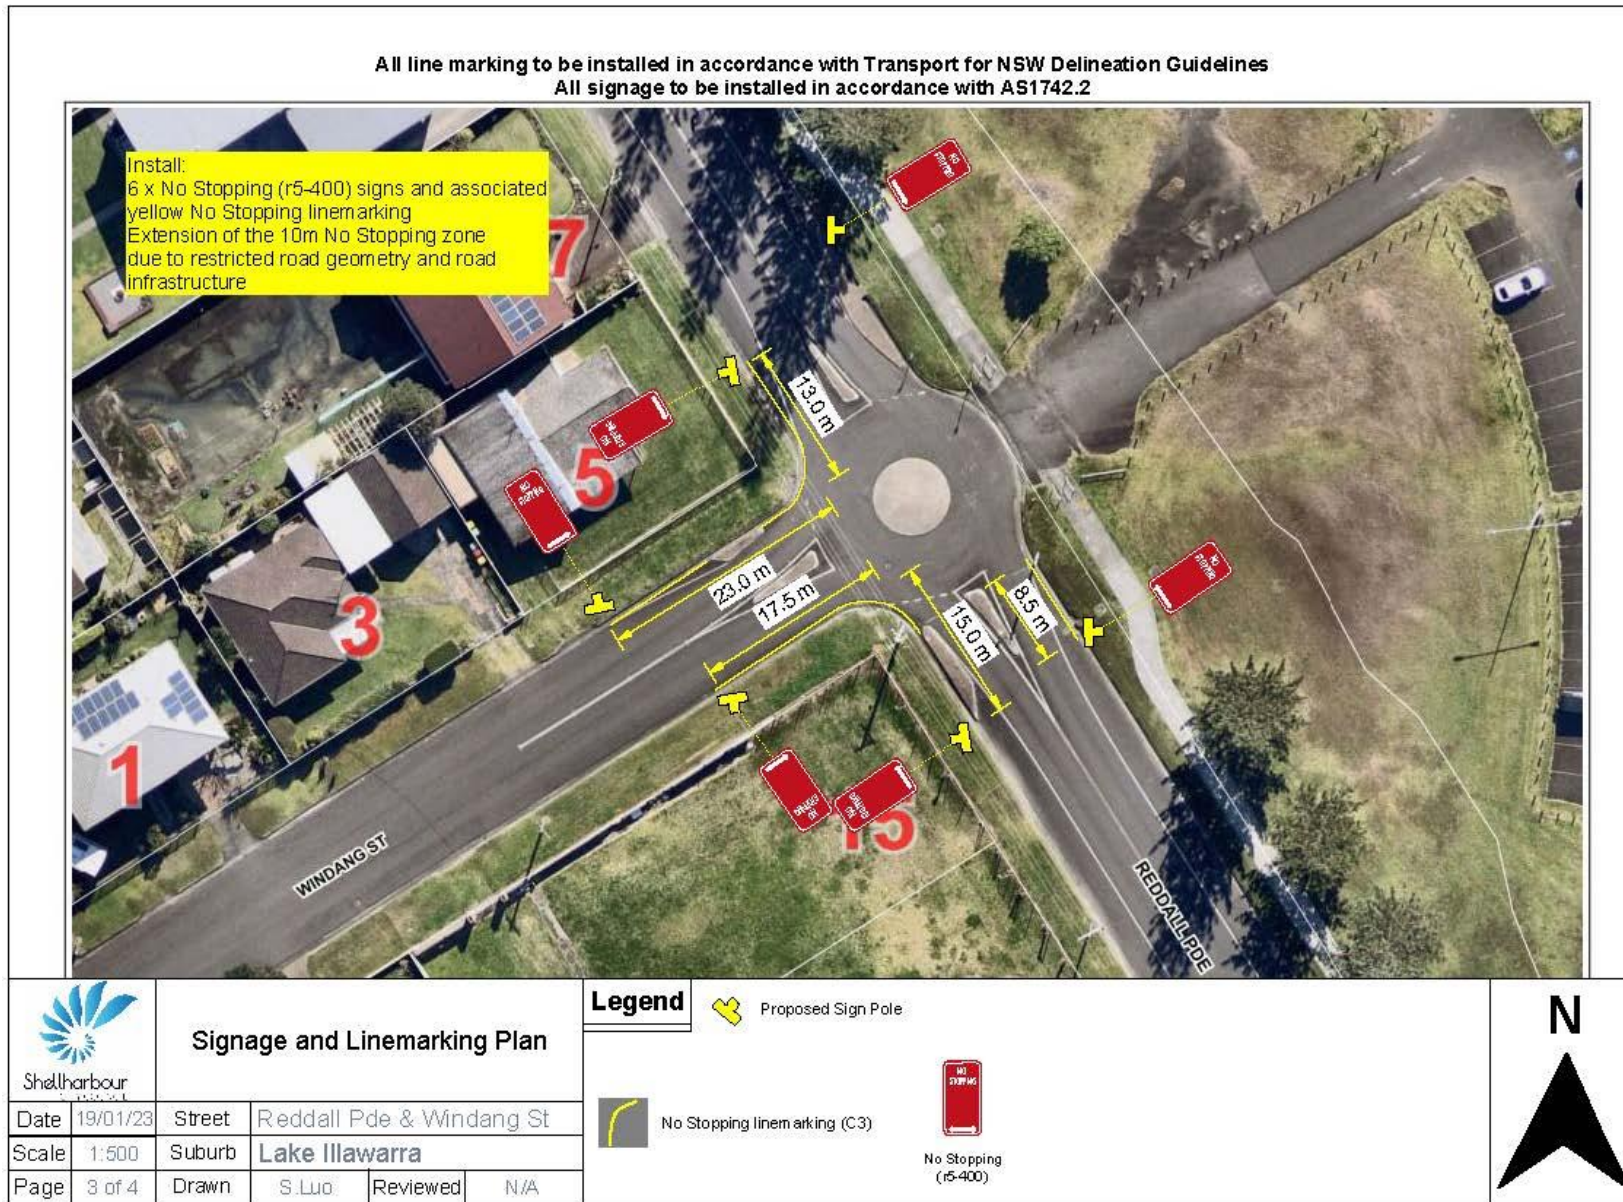 All line marking to be installed in accordance with Transport for NSW Delineation Guidelines
All signage to be installed in accordance with AS1742.2
Install:
6 x No Stopping (r5-400) signs and associated
yellow No Stopping linemarking
Extension of the 10m No Stopping zone
due to restricted road geometry and road
infrastructure
7
5
3
1
15
13.0 m
23.0 m
17.5 m
15.0 m
8.5 m
WINDANG ST
REDDALL PDE
Shellharbour
Signage and Linemarking Plan
Date 19/01/23 Street Reddall Pde & Windang St
Scale 1:500 Suburb Lake Illawarra
Page 3 of 4 Drawn S.Luo Reviewed N/A
Legend
Proposed Sign Pole
No Stopping linemarking (C3)
NO
STOPPING
No Stopping
(r5-400)
N